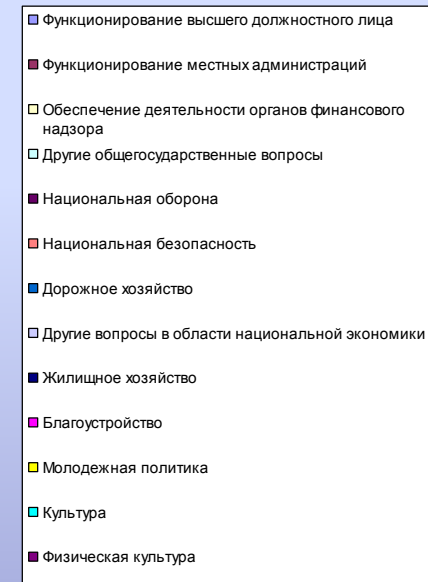 Функционирование высшего должностного лица
Функционирование местных администраций
Обеспечение деятельности органов финансового
надзора
Другие общегосударственные вопросы
Национальная оборона
Национальная безопасность
Дорожное хозяйство
Другие вопросы в области национальной экономики
Жилищное хозяйство
Благоустройство
Молодежная политика
Культура
Физическая культура